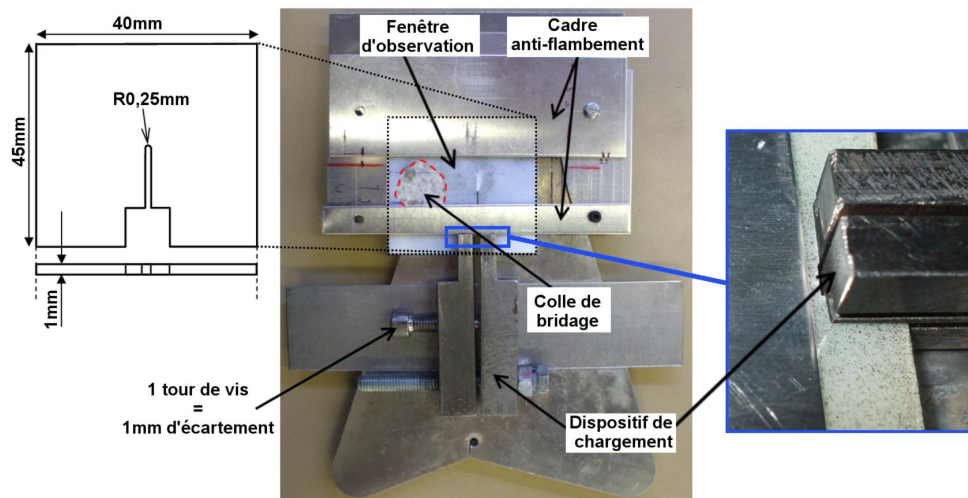 40mm
45mm
R0,25mm
1mm
Fenêtre
d'observation
Cadre
anti-flambement
Colle de
bridage
1 tour de vis
=
1mm d'écartement
Dispositif de
chargement